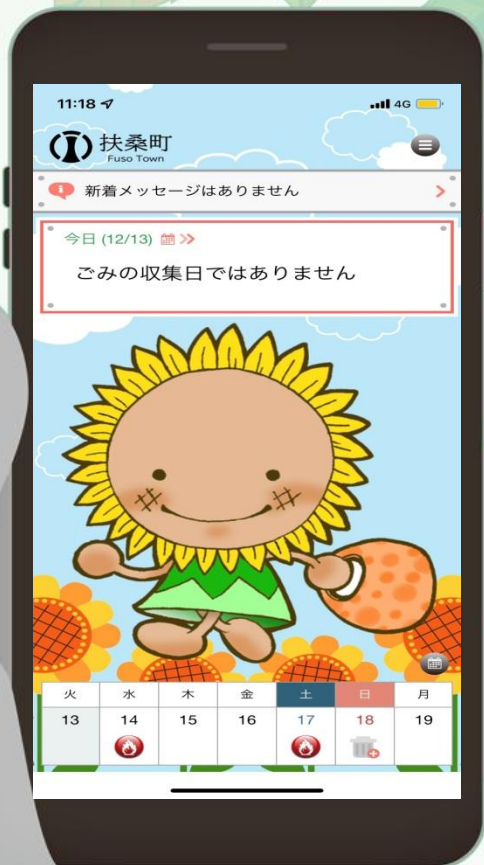 11:18
4G
扶桑町
Fuso Town
新着メッセージはありません
今日 (12/13)
ごみの収集日ではありません
火 水 木 金 土 日 月
13 14 15 16 17 18 19